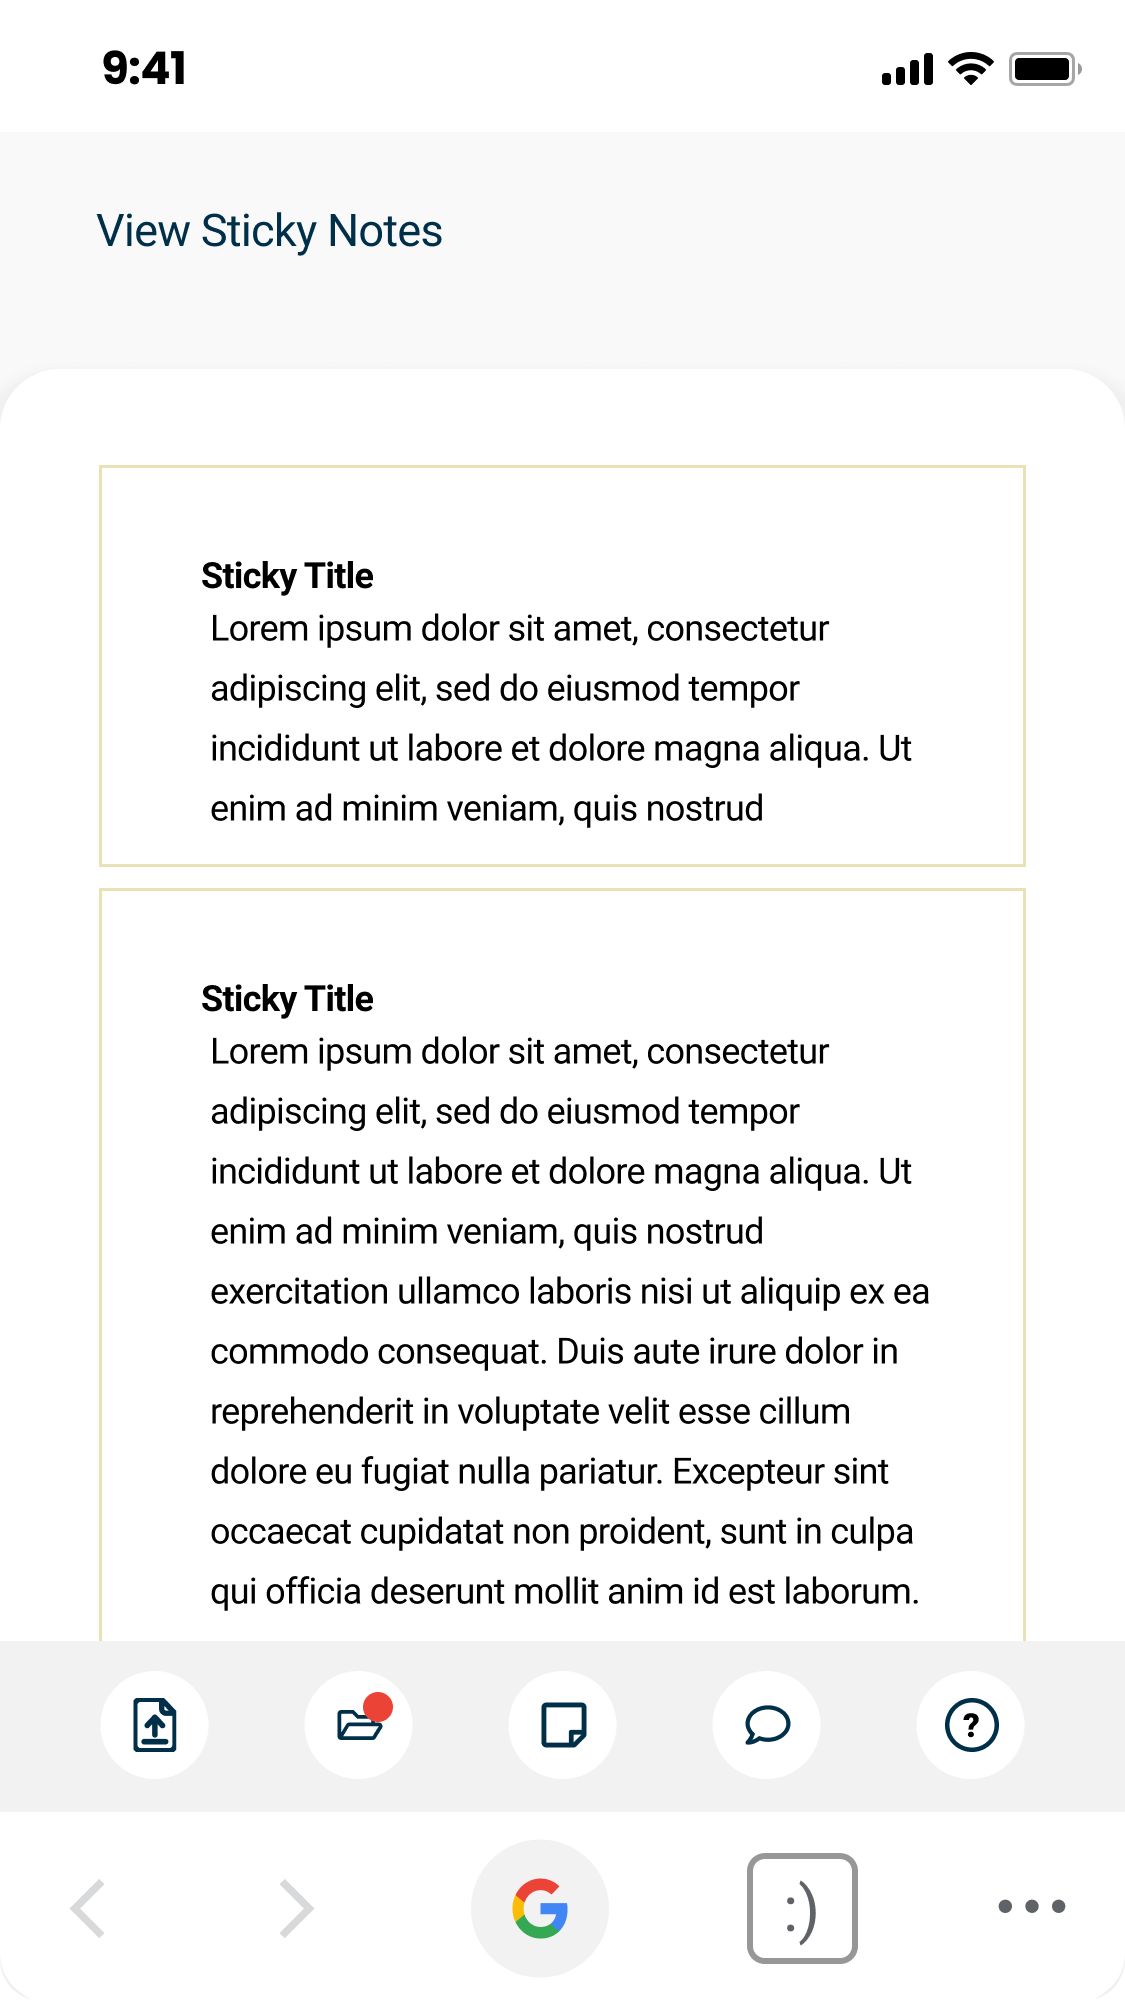 9:41
View Sticky Notes
Sticky Title
Lorem ipsum dolor sit amet, consectetur
adipiscing elit, sed do eiusmod tempor
incididunt ut labore et dolore magna aliqua. Ut
enim ad minim veniam, quis nostrud
Sticky Title
Lorem ipsum dolor sit amet, consectetur
adipiscing elit, sed do eiusmod tempor
incididunt ut labore et dolore magna aliqua. Ut
enim ad minim veniam, quis nostrud
exercitation ullamco laboris nisi ut aliquip ex ea
commodo consequat. Duis aute irure dolor in
reprehenderit in voluptate velit esse cillum
dolore eu fugiat nulla pariatur. Excepteur sint
occaecat cupidatat non proident, sunt in culpa
qui officia deserunt mollit anim id est laborum.
?
G
:)